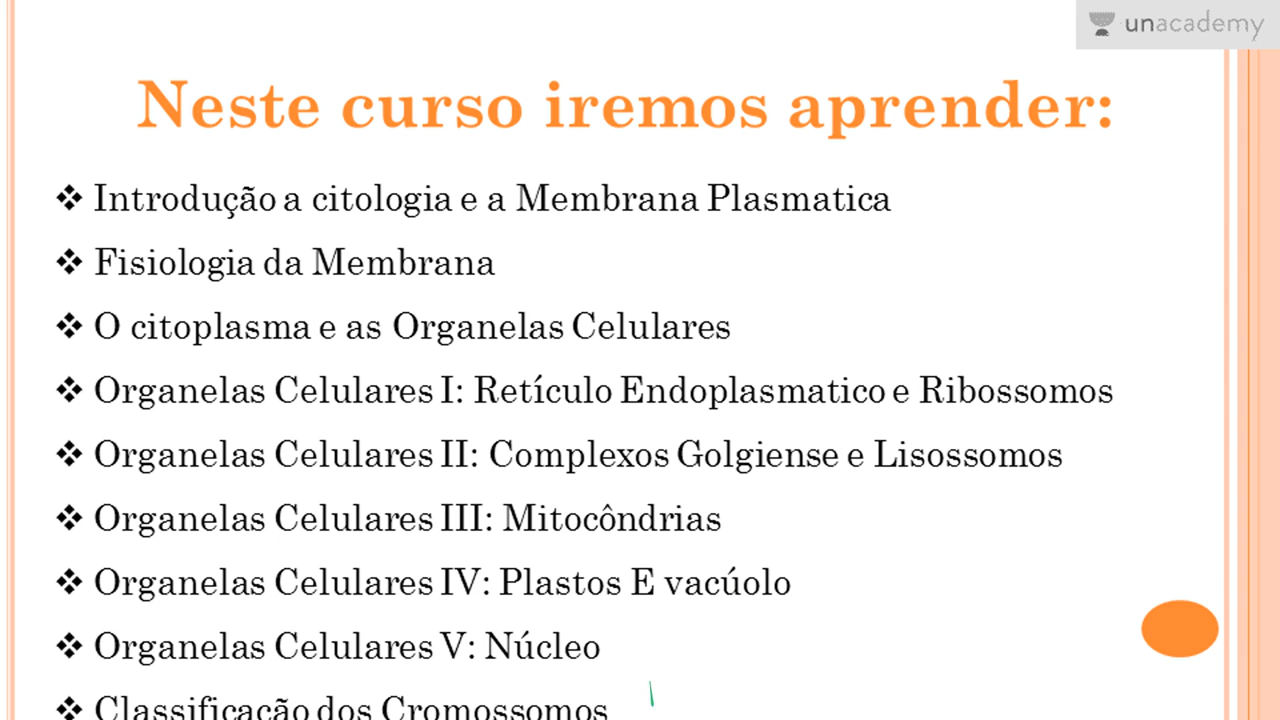 unacademy
Neste curso iremos aprender:
❖ Introdução a citologia e a Membrana Plasmatica
❖ Fisiologia da Membrana
❖ O citoplasma e as Organelas Celulares
❖ Organelas Celulares I: Retículo Endoplasmatico e Ribossomos
❖ Organelas Celulares II: Complexos Golgiense e Lisossomos
❖ Organelas Celulares III: Mitocôndrias
❖ Organelas Celulares IV: Plastos E vacúolo
❖ Organelas Celulares V: Núcleo
❖ Classificação dos Cromossomos